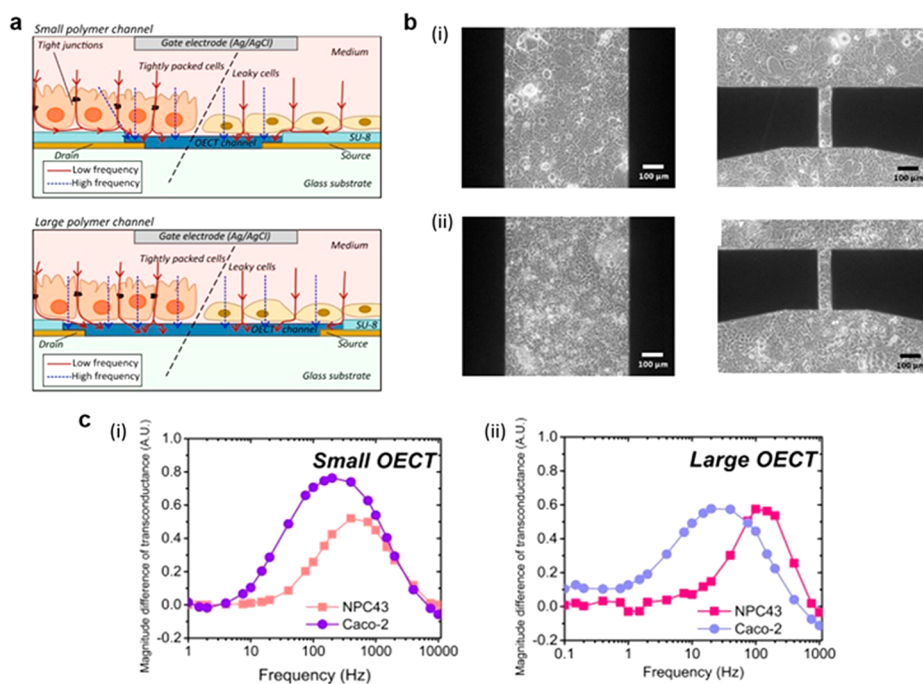 a
Small polymer channel
Gate electrode (Ag/AgCl)
Tight junctions
Medium
Tightly packed cells
Leaky cells
SU-8
OECT channel
Drain
Source
Low frequency
High frequency
Glass substrate
Large polymer channel
Gate electrode (Ag/AgCl)
Medium
Tightly packed cells
Leaky cells
SU-8
OECT channel
Drain
Source
Low frequency
High frequency
Glass substrate
b
(i)
100 µm
100 µm
(ii)
100 µm
100 µm
c
(i)
Small OECT
Magnitude difference of transconductance (A.U.)
1.0
0.8
0.6
0.4
0.2
0.0
-0.2
NPC43
Caco-2
1 10 100 1000 10000
Frequency (Hz)
(ii)
Large OECT
Magnitude difference of transconductance (A.U.)
1.0
0.8
0.6
0.4
0.2
0.0
-0.2
NPC43
Caco-2
0.1 1 10 100 1000
Frequency (Hz)